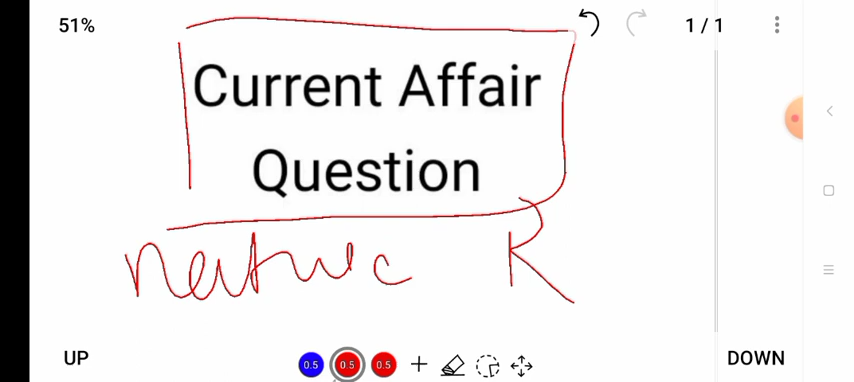 51%
1 / 1
Current Affair
Question
R
UP
0.5 0.5 0.5
DOWN